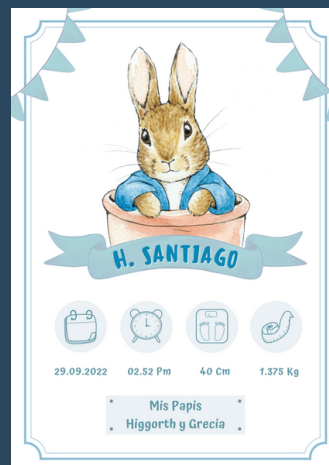 H. SANTIAGO
29.09.2022 02.52 Pm 40 Cm 1.375 Kg
Mis Papis
Higgorth y Grecia